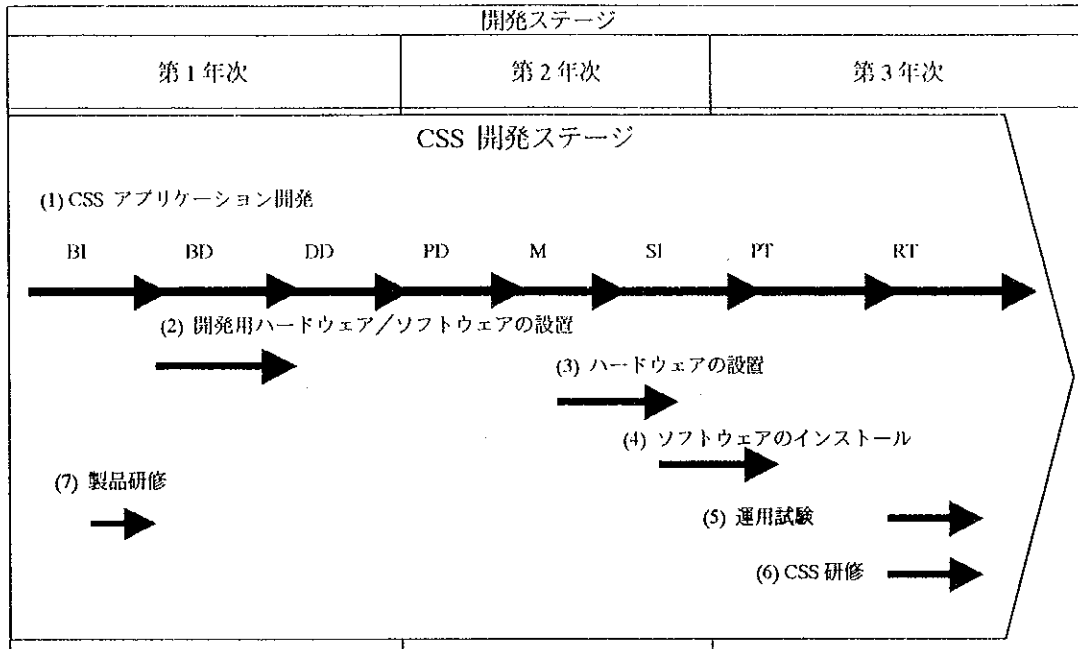 開発ステージ
第1年次 第2年次 第3年次
CSS 開発ステージ
(1) CSS アプリケーション開発
BI BD DD PD M SI PT RT
(2) 開発用ハードウェア／ソフトウェアの設置
(3) ハードウェアの設置
(4) ソフトウェアのインストール
(7) 製品研修
(5) 運用試験
(6) CSS 研修